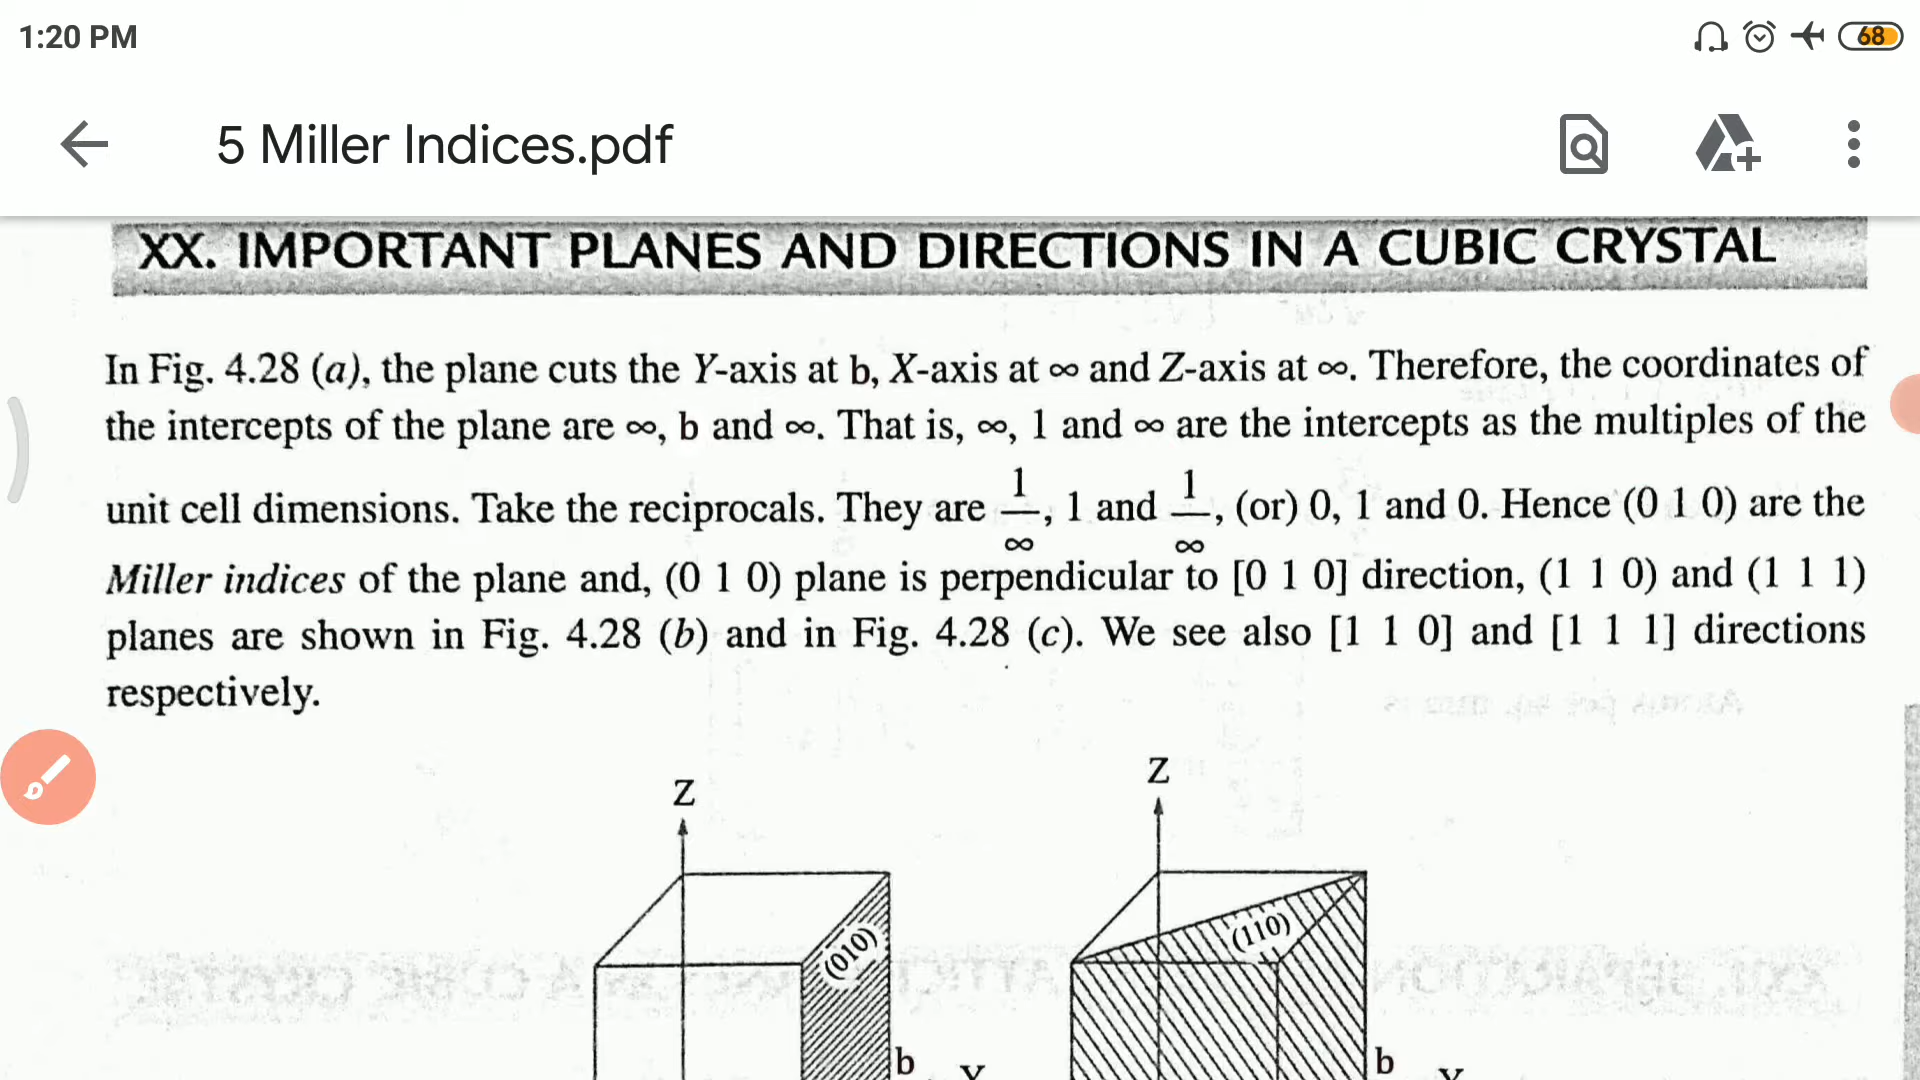 1:20 PM
68
5 Miller Indices.pdf
XX. IMPORTANT PLANES AND DIRECTIONS IN A CUBIC CRYSTAL
In Fig. 4.28 (a), the plane cuts the Y-axis at b, X-axis at ∞ and Z-axis at ∞. Therefore, the coordinates of
the intercepts of the plane are ∞, b and ∞. That is, ∞, 1 and ∞ are the intercepts as the multiples of the
unit cell dimensions. Take the reciprocals. They are 1/∞, 1 and 1/∞, (or) 0, 1 and 0. Hence (0 1 0) are the
Miller indices of the plane and, (0 1 0) plane is perpendicular to [0 1 0] direction, (1 1 0) and (1 1 1)
planes are shown in Fig. 4.28 (b) and in Fig. 4.28 (c). We see also [1 1 0] and [1 1 1] directions
respectively.
Z
Z
(010)
(110)
b
Y
b
Y